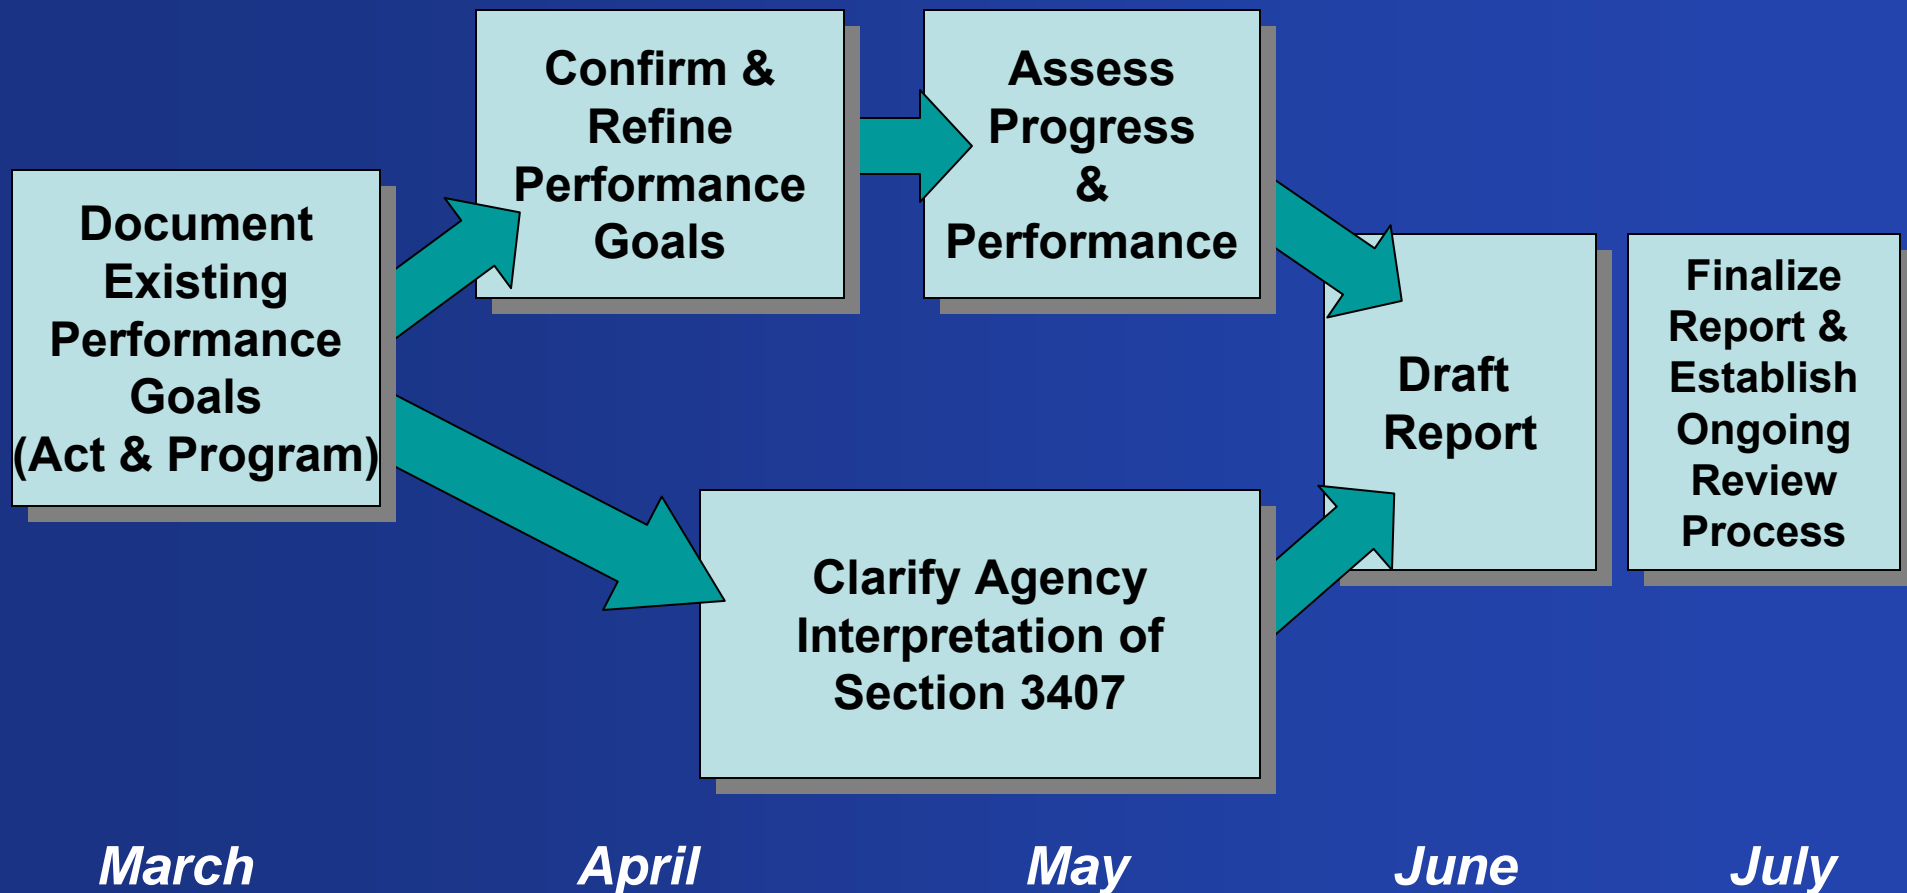 Document
Existing
Performance
Goals
(Act & Program)
Confirm &
Refine
Performance
Goals
Assess
Progress
&
Performance
Clarify Agency
Interpretation of
Section 3407
Draft
Report
Finalize
Report &
Establish
Ongoing
Review
Process
March
April
May
June
July